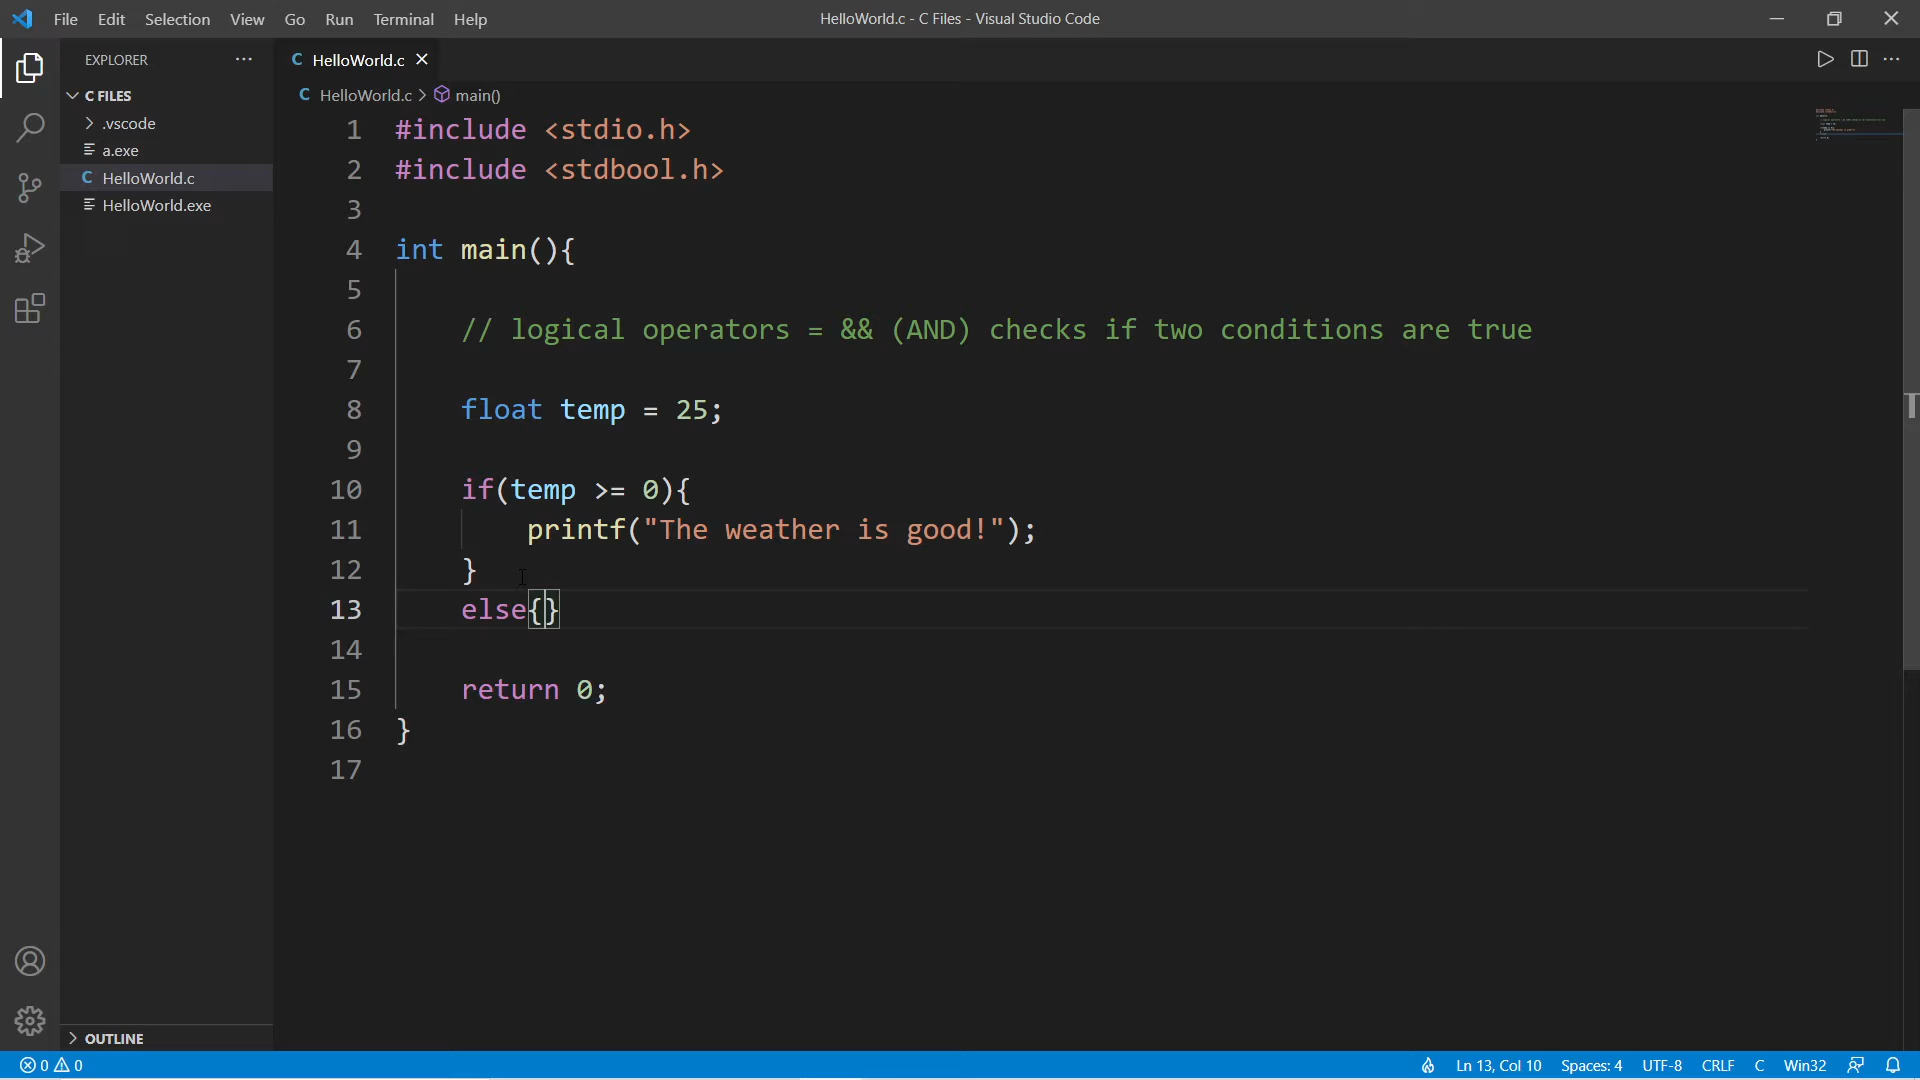 File Edit Selection View Go Run Terminal Help
HelloWorld.c - C Files - Visual Studio Code
EXPLORER ···
C FILES
.vscode
a.exe
C HelloWorld.c
HelloWorld.exe
OUTLINE
C HelloWorld.c
C HelloWorld.c > main()
1 #include <stdio.h>
2 #include <stdbool.h>
3
4 int main(){
5
6 // logical operators = && (AND) checks if two conditions are true
7
8 float temp = 25;
9
10 if(temp >= 0){
11 printf("The weather is good!");
12 }
13 else{}
14
15 return 0;
16 }
17
0 0
Ln 13, Col 10 Spaces: 4 UTF-8 CRLF C Win32